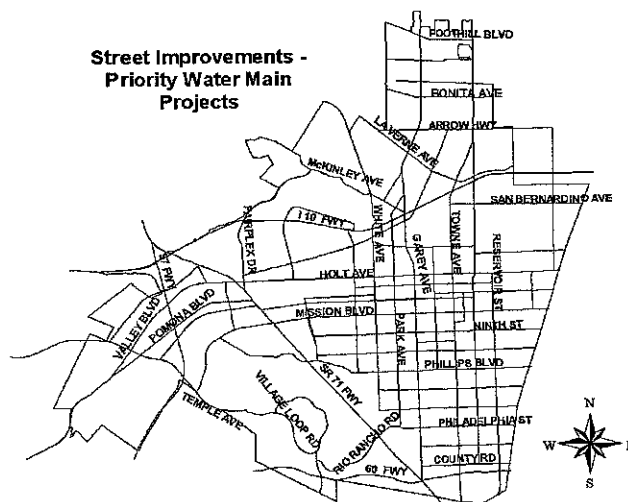 Street Improvements -
Priority Water Main
Projects
FOOTHILL BLVD
BONITA AVE
ARROW HWY
LA VERNE AVE
McKINLEY AVE
SAN BERNARDINO AVE
FAIRPLEX DR
I 10 FWY
WHITE AVE
GAREY AVE
TOWNE AVE
RESERVOIR ST
57 FWY
HOLT AVE
VALLEY BLVD
POMONA BLVD
MISSION BLVD
PARK AVE
NINTH ST
PHILLIPS BLVD
SR 71 FWY
TEMPLE AVE
VILLAGE LOOP RD
RIO RANCHO RD
PHILADELPHIA ST
COUNTY RD
60 FWY
N
W
E
S